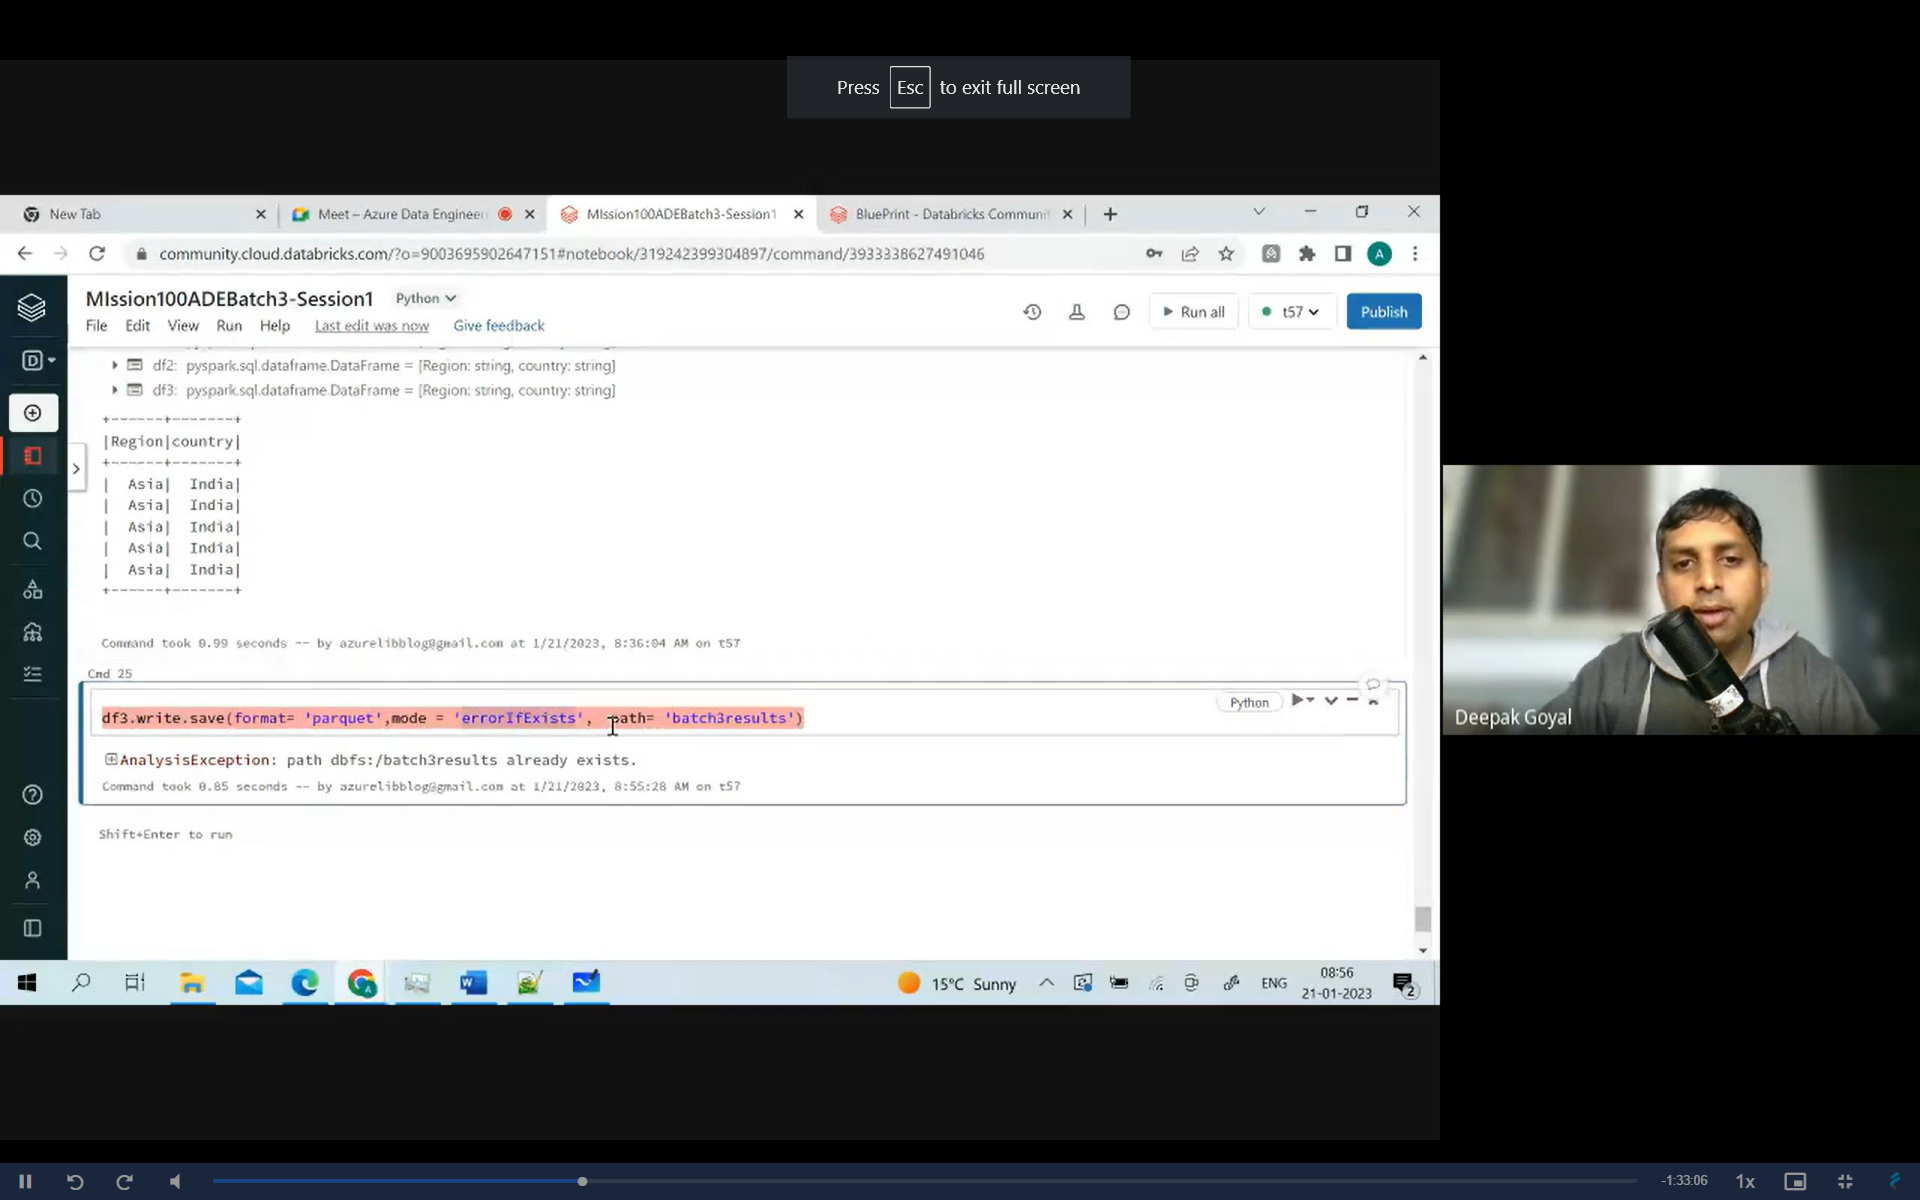 Press Esc to exit full screen
New Tab
Meet – Azure Data Engineer
MIssion100ADEBatch3-Session1
BluePrint - Databricks Communit
community.cloud.databricks.com/?o=9003695902647151#notebook/319242399304897/command/3933338627491046
A
MIssion100ADEBatch3-Session1 Python
File Edit View Run Help Last edit was now Give feedback
Run all
t57
Publish
D
df2: pyspark.sql.dataframe.DataFrame = [Region: string, country: string]
df3: pyspark.sql.dataframe.DataFrame = [Region: string, country: string]
+------+-------+
|Region|country|
+------+-------+
| Asia| India|
| Asia| India|
| Asia| India|
| Asia| India|
| Asia| India|
+------+-------+
Command took 0.99 seconds -- by azurelibblog@gmail.com at 1/21/2023, 8:36:04 AM on t57
Cmd 25
Python
df3.write.save(format= 'parquet',mode = 'errorIfExists', path= 'batch3results')
AnalysisException: path dbfs:/batch3results already exists.
Command took 0.85 seconds -- by azurelibblog@gmail.com at 1/21/2023, 8:55:28 AM on t57
Shift+Enter to run
Deepak Goyal
15°C Sunny
ENG
08:56
21-01-2023
2
-1:33:06
1x